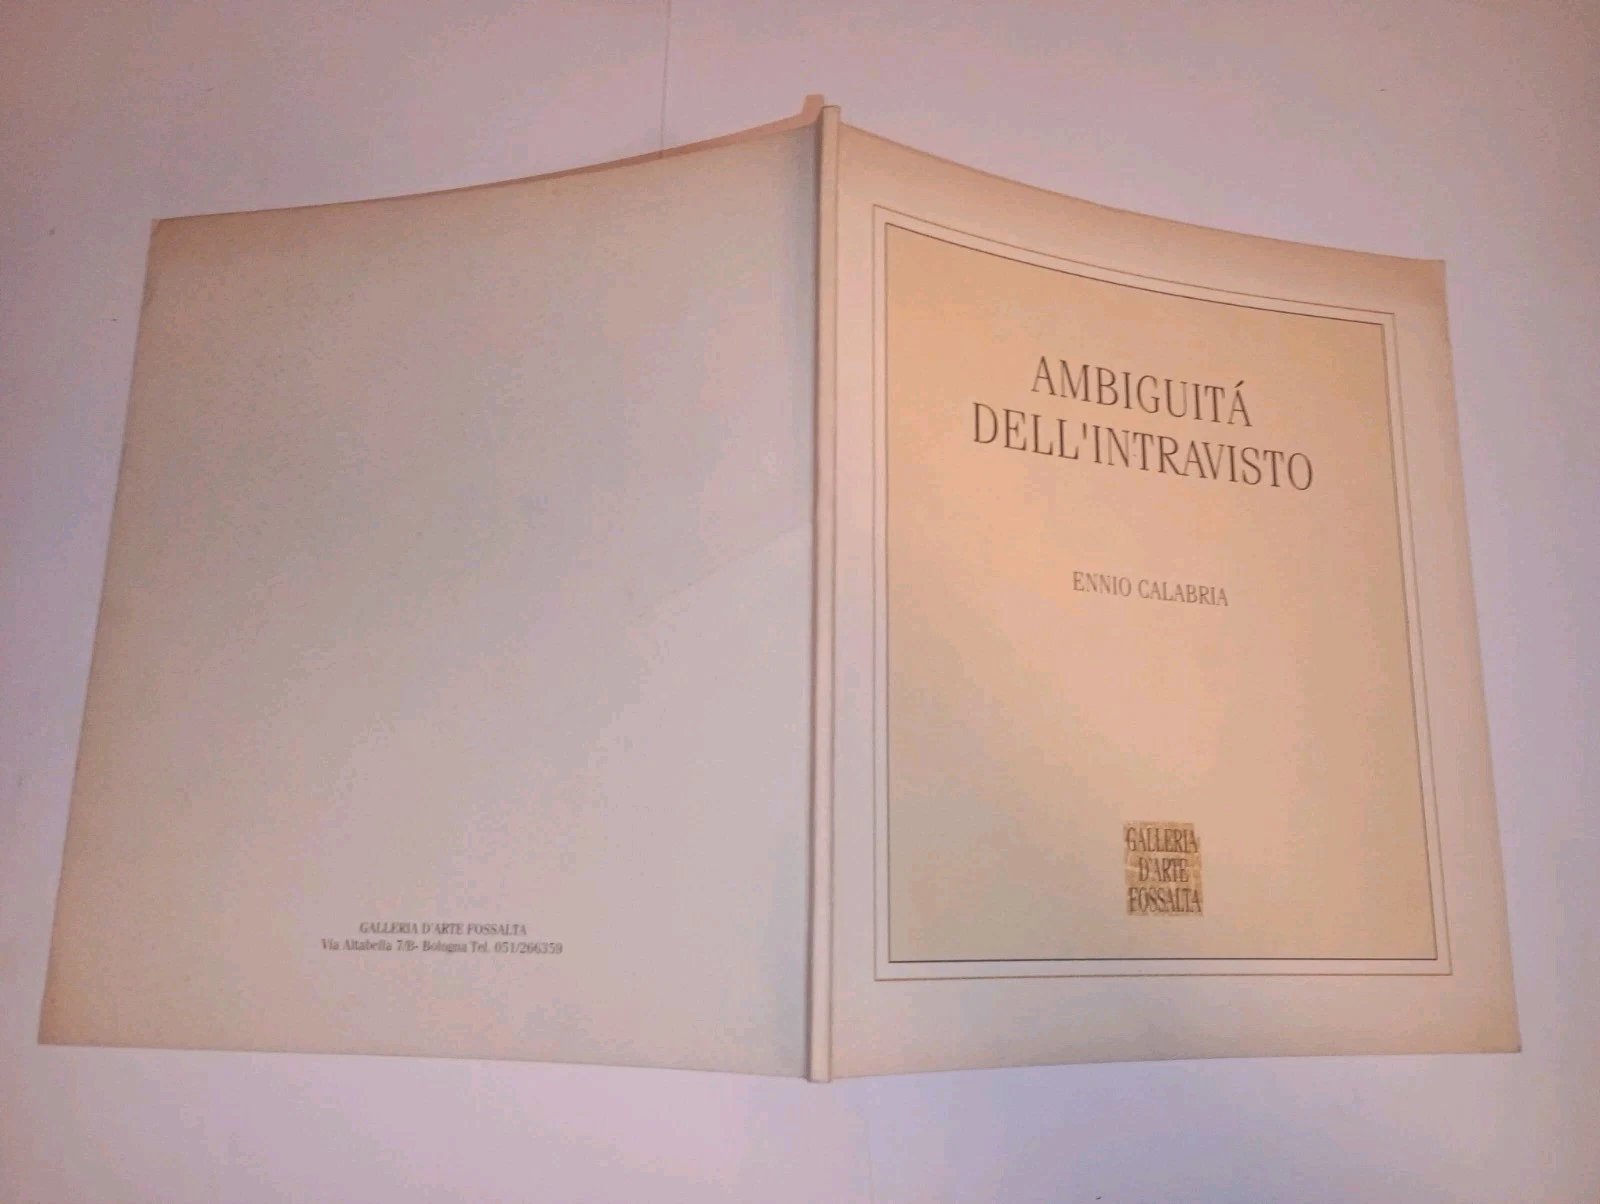 AMBIGUITÁ
DELL'INTRAVISTO
ENNIO CALABRIA
GALLERIA
D'ARTE
FOSSALTA
GALLERIA D'ARTE FOSSALTA
Via Altabella 7/B- Bologna Tel. 051/266359